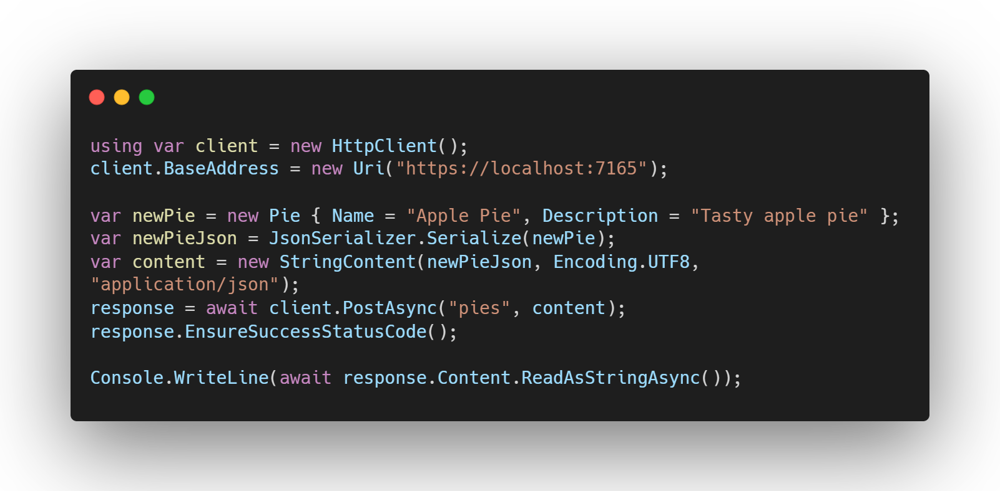 using var client = new HttpClient();
client.BaseAddress = new Uri("https://localhost:7165");
var newPie = new Pie { Name = "Apple Pie", Description = "Tasty apple pie" };
var newPieJson = JsonSerializer.Serialize(newPie);
var content = new StringContent(newPieJson, Encoding.UTF8,
"application/json");
response = await client.PostAsync("pies", content);
response.EnsureSuccessStatusCode();
Console.WriteLine(await response.Content.ReadAsStringAsync());